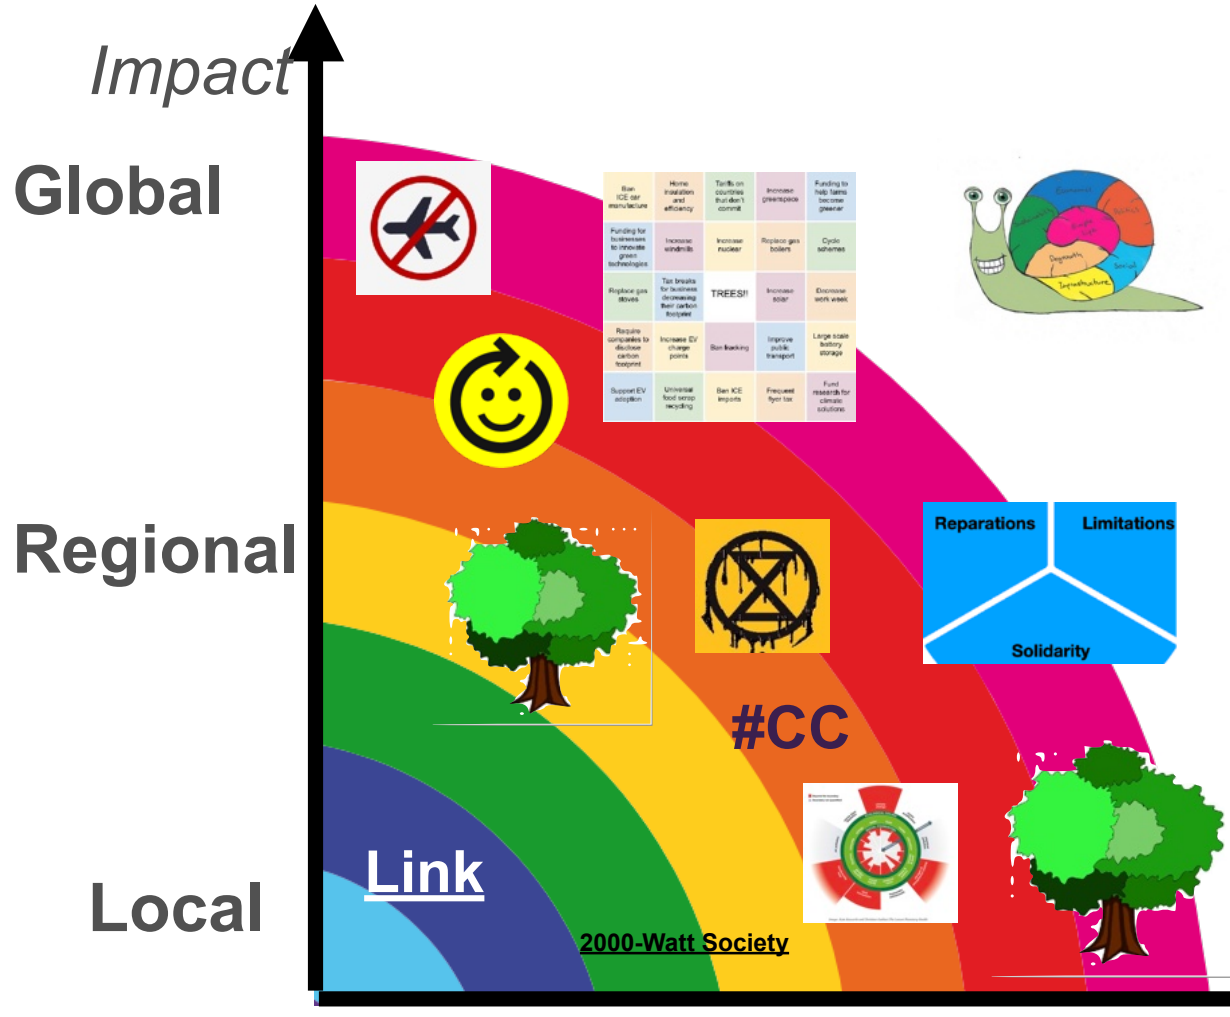 Impact
Global
Regional
Local
Ban
ICE car
manufacture
Home
insulation
and
efficiency
Tariffs on
countries
that don't
commit
Increase
greenspace
Funding to
help farms
become
greener
Funding for
businesses
to innovate
green
technologies
Increase
windmills
Increase
nuclear
Replace gas
boilers
Cycle
schemes
Replace gas
stoves
Tax breaks
for business
decreasing
their carbon
footprint
TREES!!
Increase
solar
Decrease
work week
Require
companies to
disclose
carbon
footprint
Increase EV
charge
points
Ban fracking
Improve
public
transport
Large scale
battery
storage
Support EV
adoption
Universal
food scrap
recycling
Ban ICE
imports
Frequent
flyer tax
Fund
research for
climate
solutions
Economic
Social
Degrowth
Infrastructure
Reparations
Limitations
Solidarity
#CC
Link
2000-Watt Society